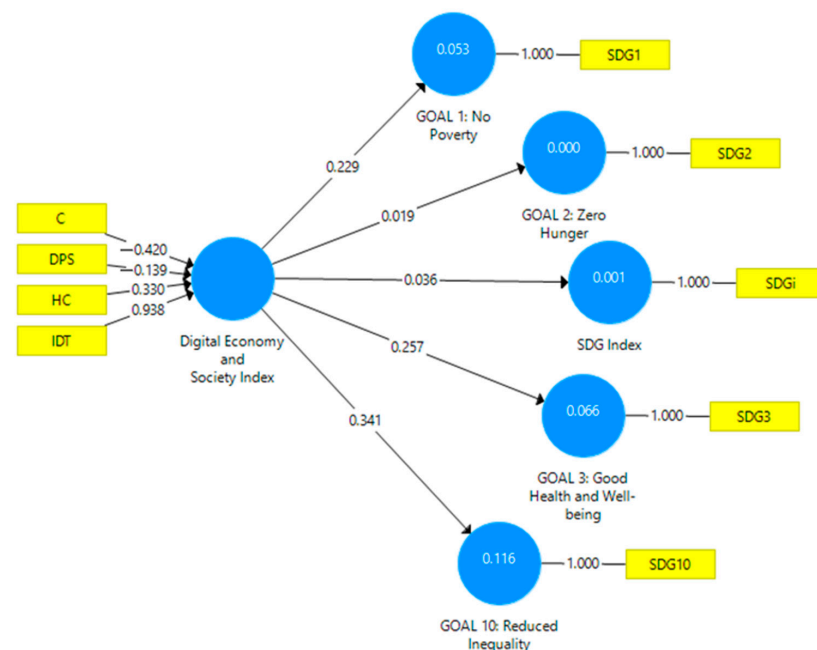 0.053
1.000
SDG1
GOAL 1: No
Poverty
0.229
0.000
1.000
SDG2
GOAL 2: Zero
Hunger
0.019
C
DPS
HC
IDT
0.420
0.139
0.330
0.938
Digital Economy
and
Society Index
0.036
0.001
1.000
SDGi
SDG Index
0.257
0.066
1.000
SDG3
GOAL 3: Good
Health and Well-
being
0.341
0.116
1.000
SDG10
GOAL 10: Reduced
Inequality